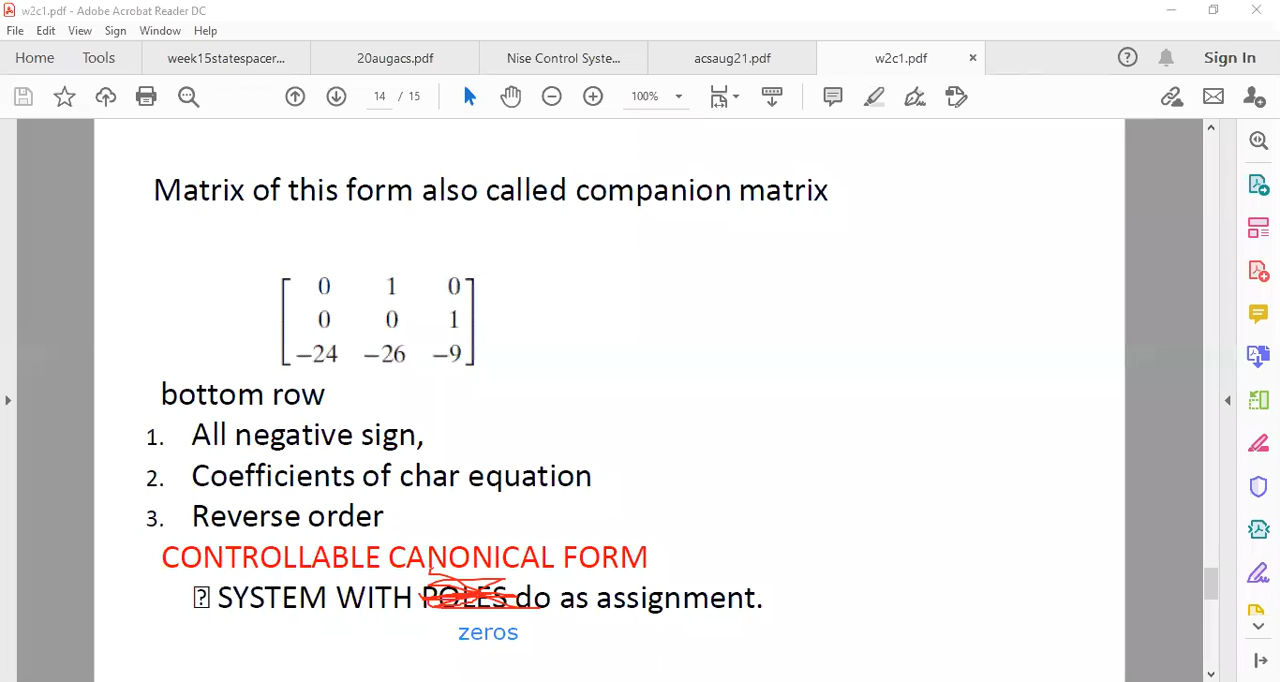 w2c1.pdf - Adobe Acrobat Reader DC
File Edit View Sign Window Help
Home Tools week15statespacer... 20augacs.pdf Nise Control Syste... acsaug21.pdf w2c1.pdf × Sign In
14 / 15 100%
Matrix of this form also called companion matrix
0 1 0
0 0 1
−24 −26 −9
bottom row
1. All negative sign,
2. Coefficients of char equation
3. Reverse order
CONTROLLABLE CANONICAL FORM
SYSTEM WITH POLES do as assignment.
zeros